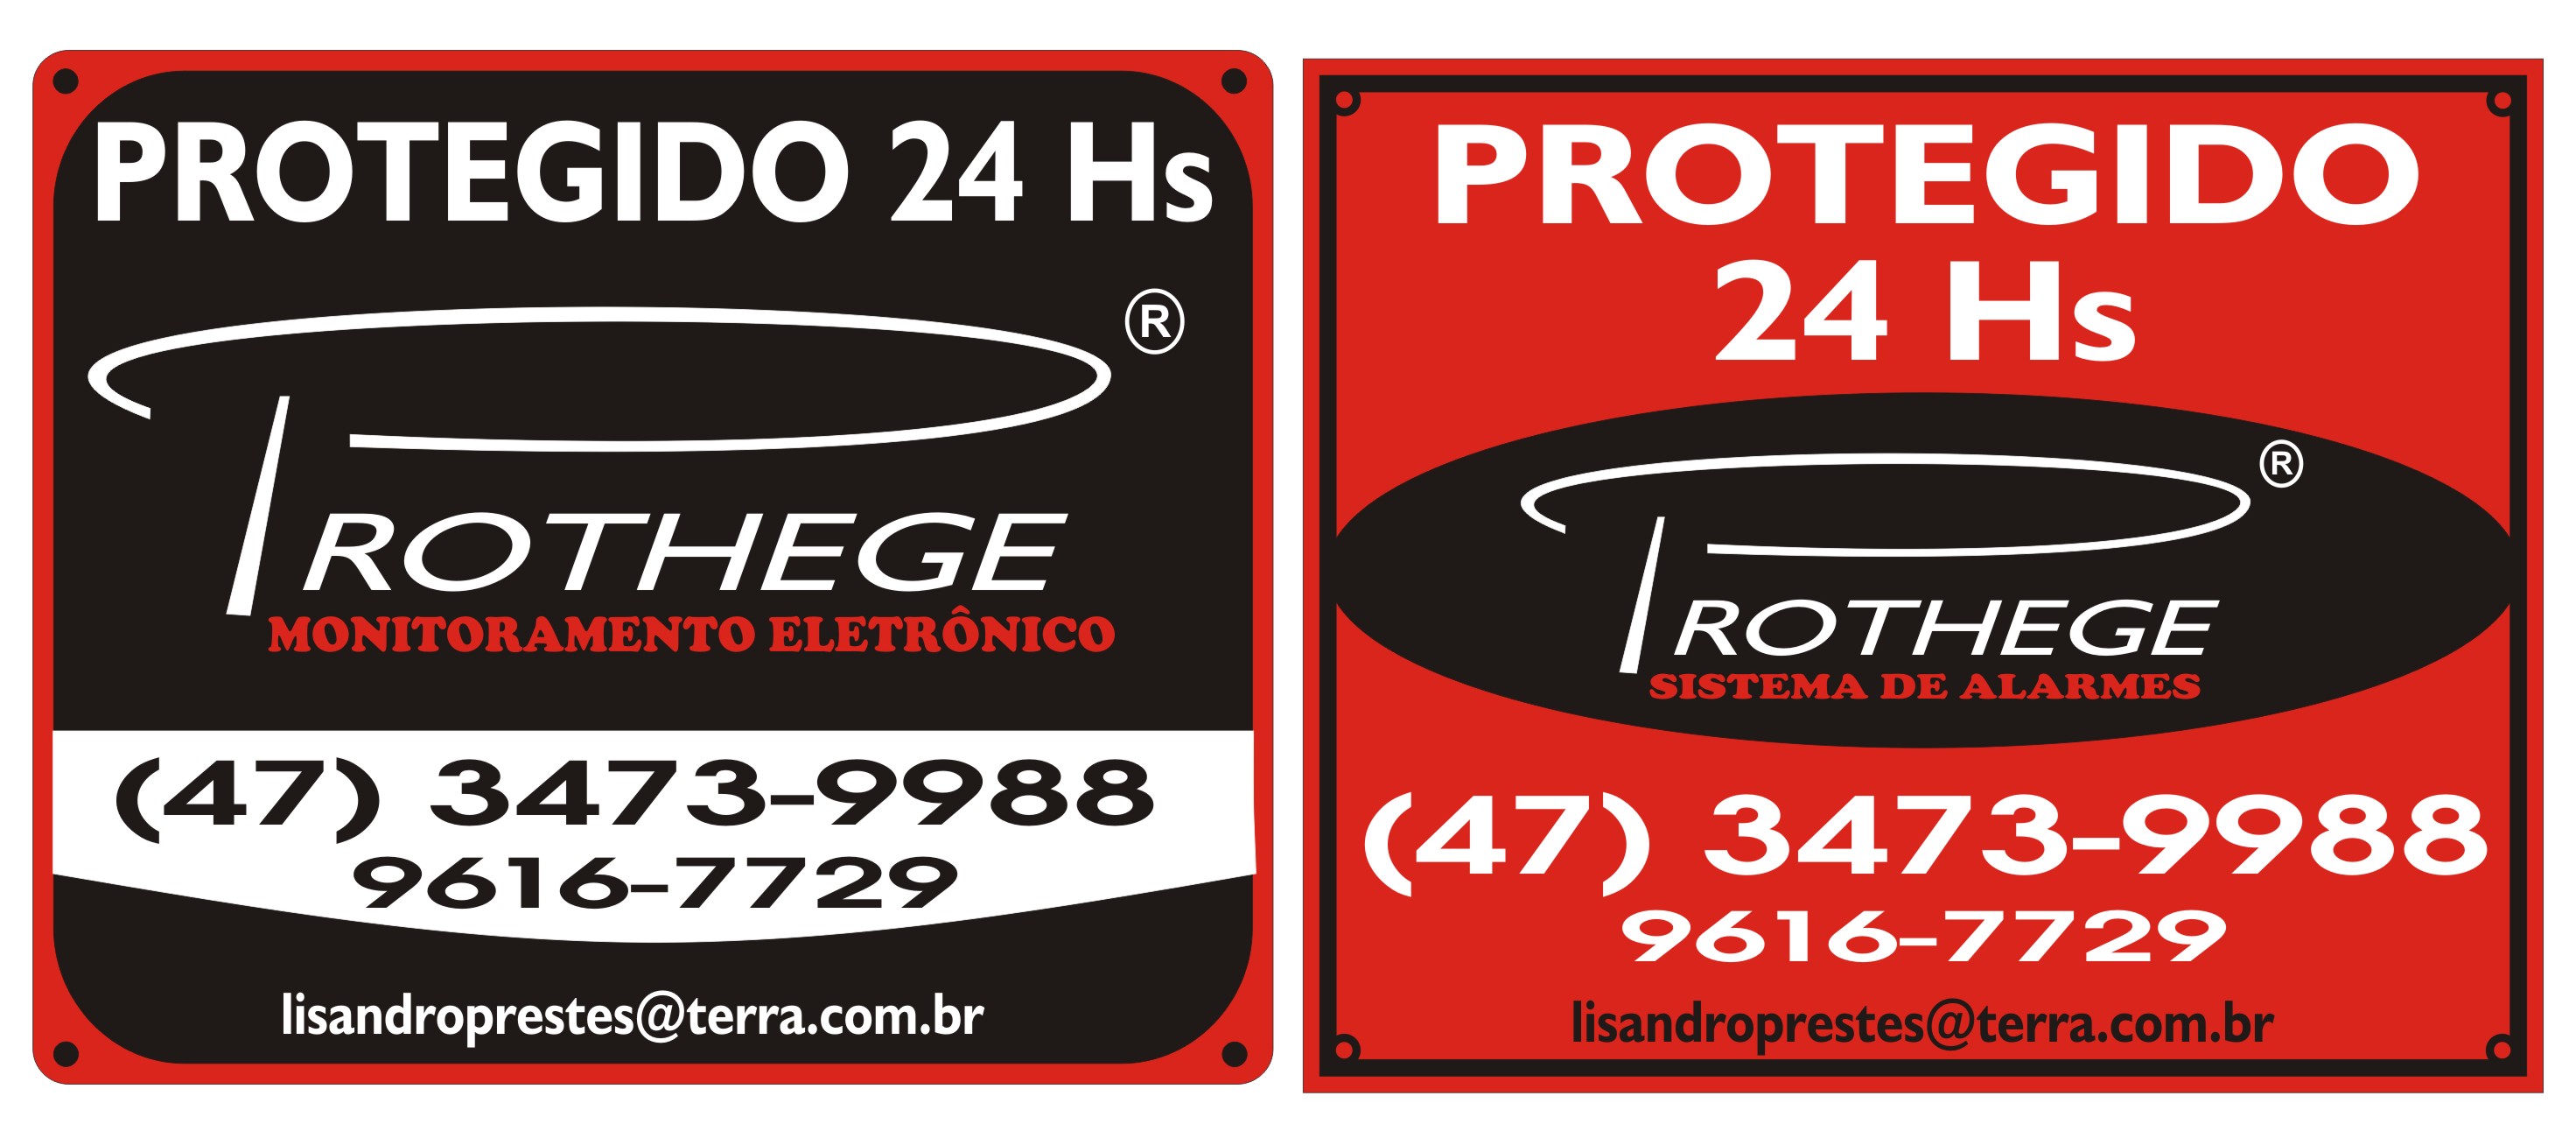 PROTEGIDO 24 Hs
®
PROTHEGE
MONITORAMENTO ELETRÔNICO
(47) 3473-9988
9616-7729
lisandroprestes@terra.com.br
PROTEGIDO
24 Hs
®
PROTHEGE
SISTEMA DE ALARMES
(47) 3473-9988
9616-7729
lisandroprestes@terra.com.br